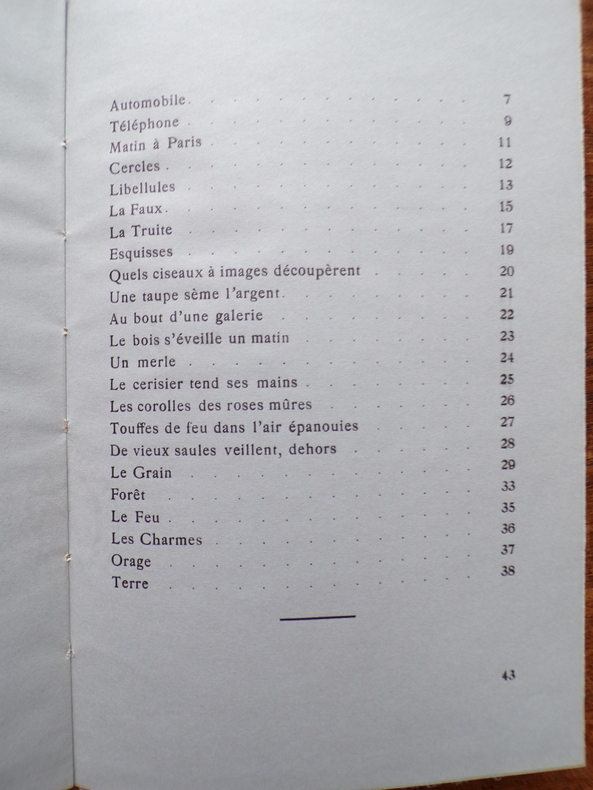 Automobile. . . . . . . . . . . . . 7
Téléphone . . . . . . . . . . . . . 9
Matin à Paris . . . . . . . . . . . . 11
Cercles . . . . . . . . . . . . . . 12
Libellules . . . . . . . . . . . . . 13
La Faux. . . . . . . . . . . . . . 15
La Truite . . . . . . . . . . . . . 17
Esquisses . . . . . . . . . . . . . 19
Quels ciseaux à images découpèrent . . . . . 20
Une taupe sème l'argent. . . . . . . . . 21
Au bout d'une galerie . . . . . . . . . 22
Le bois s'éveille un matin . . . . . . . . 23
Un merle . . . . . . . . . . . . . 24
Le cerisier tend ses mains . . . . . . . . 25
Les corolles des roses mûres . . . . . . . 26
Touffes de feu dans l'air épanouies . . . . . 27
De vieux saules veillent, dehors . . . . . . 28
Le Grain . . . . . . . . . . . . . 29
Forêt . . . . . . . . . . . . . . 33
Le Feu . . . . . . . . . . . . . . 35
Les Charmes . . . . . . . . . . . . 36
Orage . . . . . . . . . . . . . . 37
Terre . . . . . . . . . . . . . . 38
43